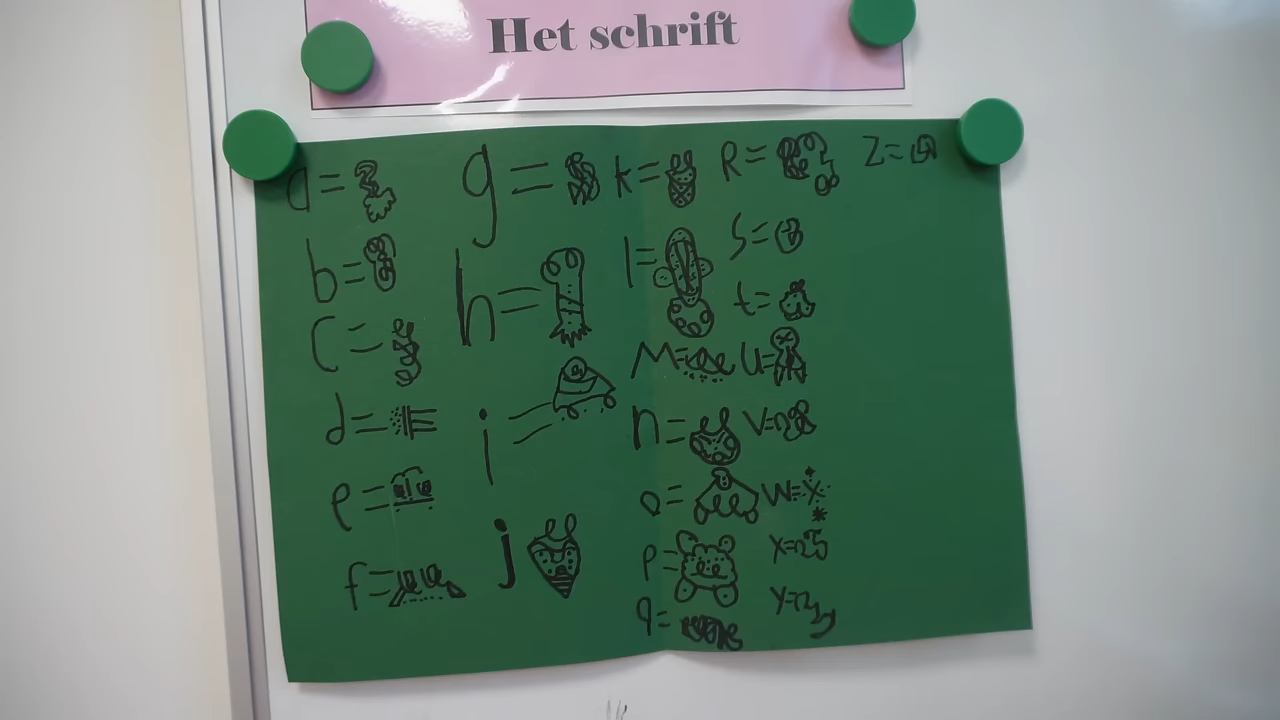 Het schrift
a =
b =
c =
d =
e =
f =
g =
h =
i =
j
k =
l =
M =
n =
o =
p =
q =
R =
S =
t =
U =
V =
W =
X =
Y =
Z =